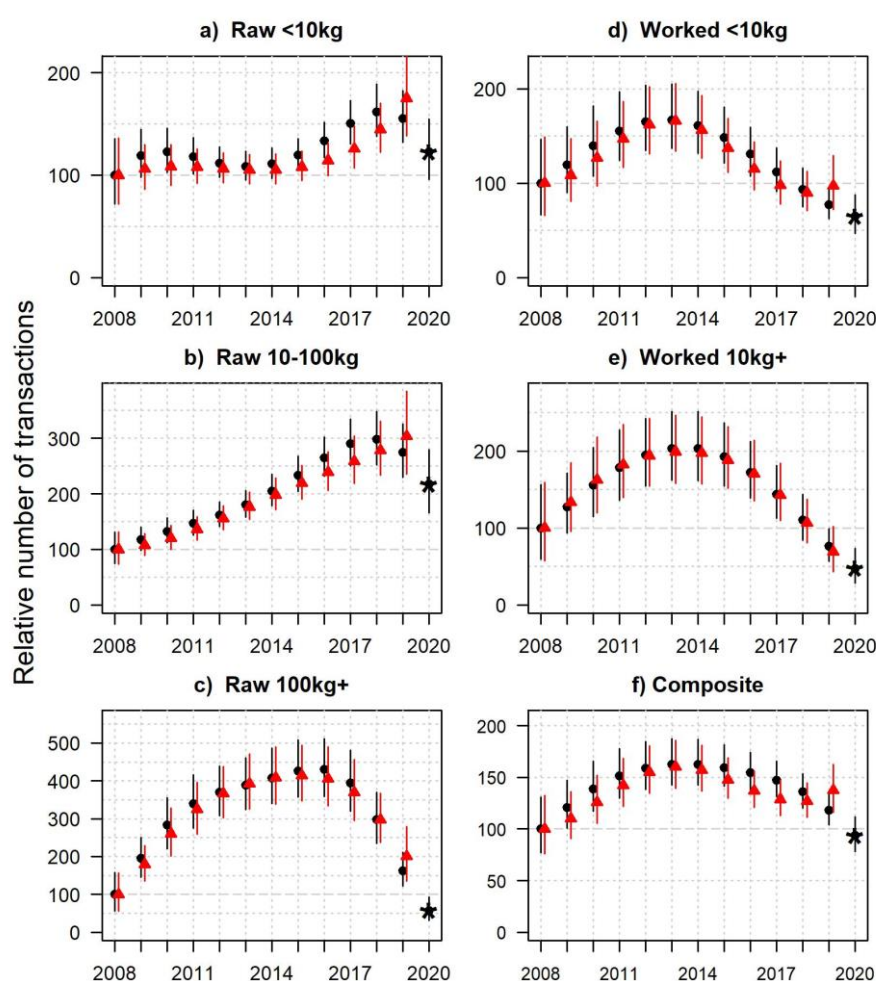 Relative number of transactions
a) Raw <10kg
200
100
0
2008 2011 2014 2017 2020
b) Raw 10-100kg
300
200
100
0
2008 2011 2014 2017 2020
c) Raw 100kg+
500
400
300
200
100
0
2008 2011 2014 2017 2020
d) Worked <10kg
200
100
0
2008 2011 2014 2017 2020
e) Worked 10kg+
200
100
0
2008 2011 2014 2017 2020
f) Composite
200
150
100
50
0
2008 2011 2014 2017 2020